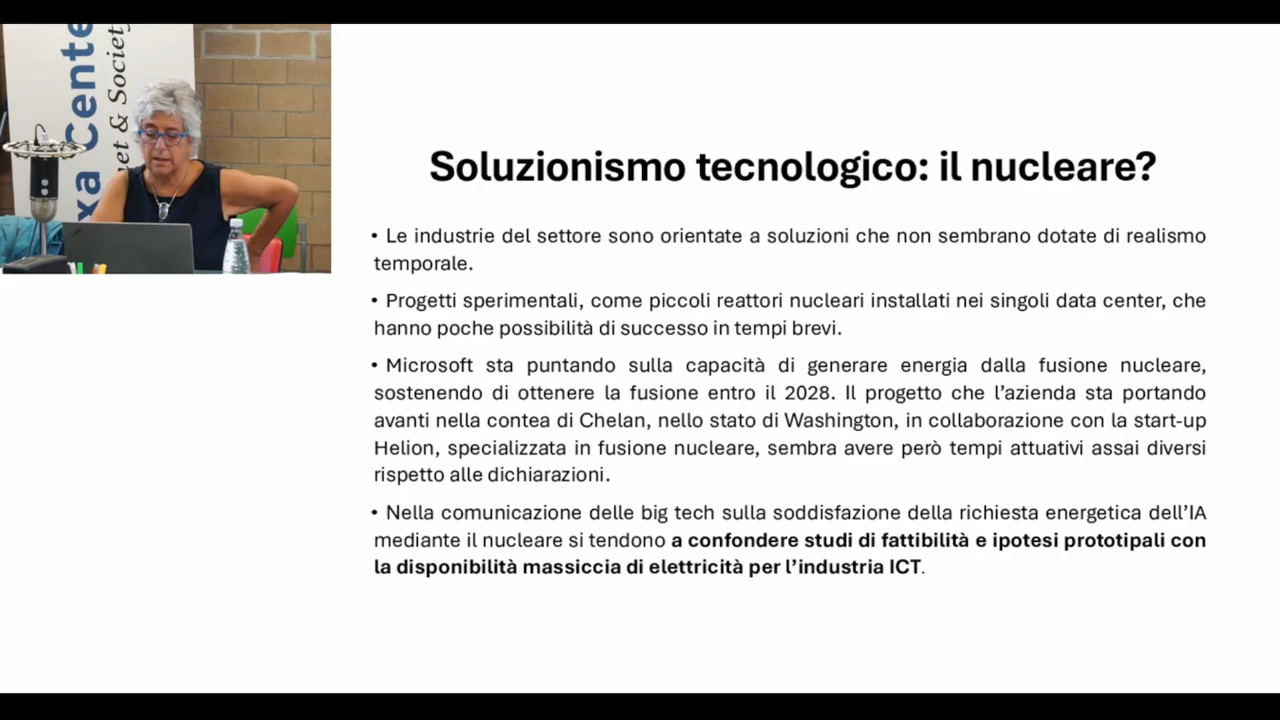 xa Cente
et & Society
Soluzionismo tecnologico: il nucleare?
• Le industrie del settore sono orientate a soluzioni che non sembrano dotate di realismo
temporale.
• Progetti sperimentali, come piccoli reattori nucleari installati nei singoli data center, che
hanno poche possibilità di successo in tempi brevi.
• Microsoft sta puntando sulla capacità di generare energia dalla fusione nucleare,
sostenendo di ottenere la fusione entro il 2028. Il progetto che l’azienda sta portando
avanti nella contea di Chelan, nello stato di Washington, in collaborazione con la start-up
Helion, specializzata in fusione nucleare, sembra avere però tempi attuativi assai diversi
rispetto alle dichiarazioni.
• Nella comunicazione delle big tech sulla soddisfazione della richiesta energetica dell’IA
mediante il nucleare si tendono a confondere studi di fattibilità e ipotesi prototipali con
la disponibilità massiccia di elettricità per l’industria ICT.